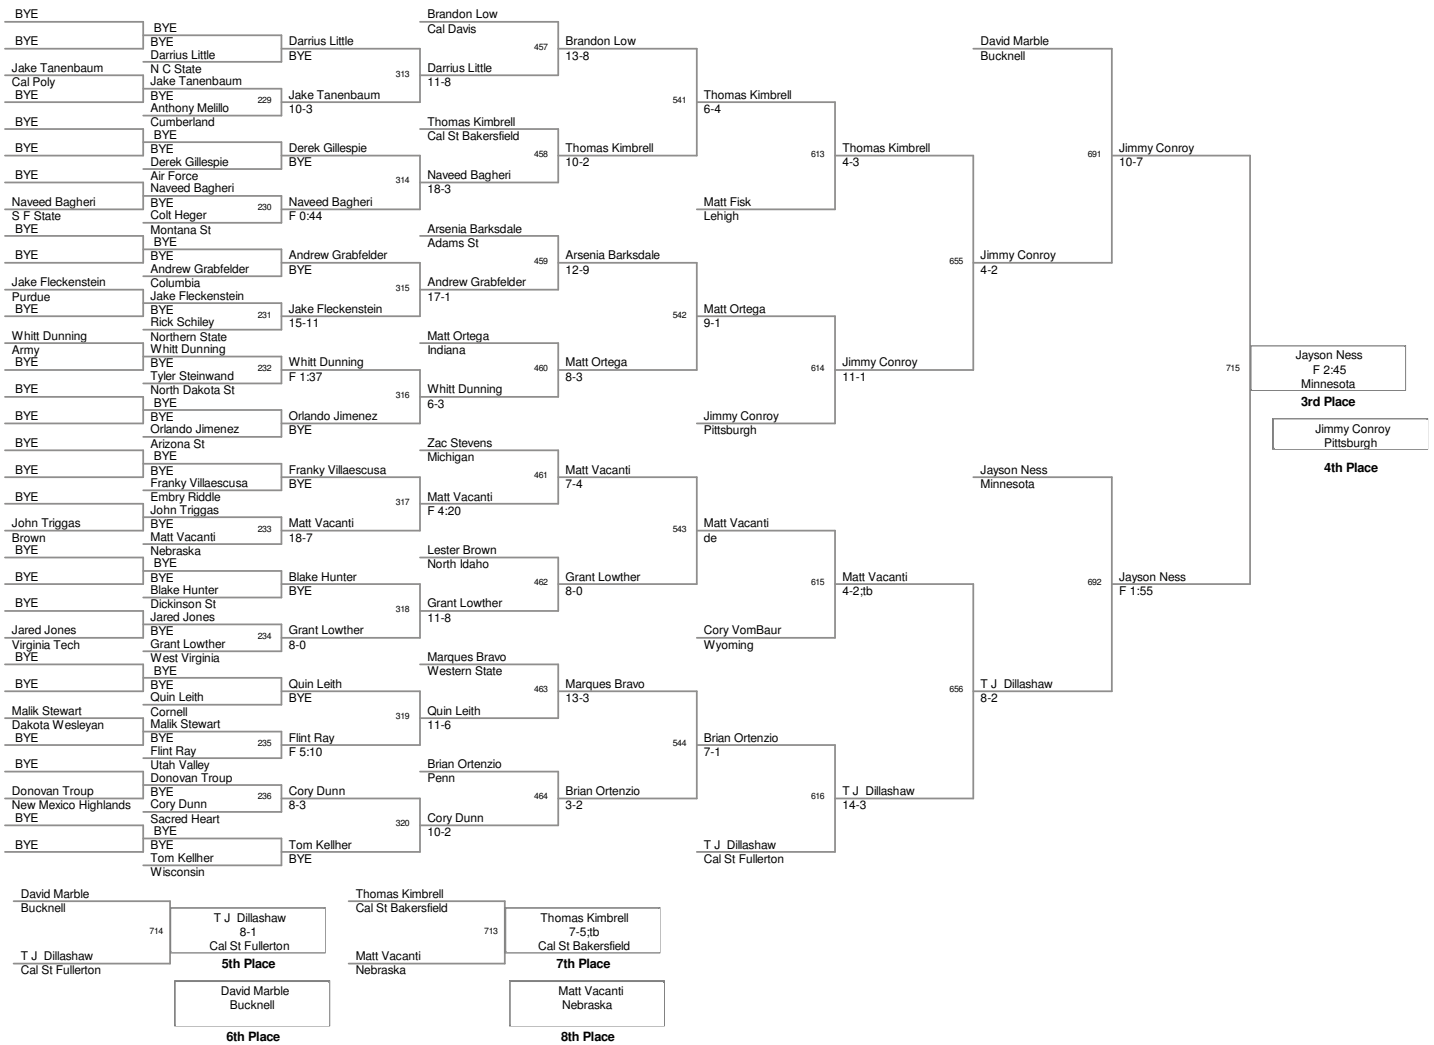 BYE
BYE
Jake Tanenbaum
Cal Poly
BYE
BYE
BYE
BYE
Naveed Bagheri
S F State
BYE
BYE
Jake Fleckenstein
Purdue
BYE
Whitt Dunning
Army
BYE
BYE
BYE
BYE
BYE
BYE
John Triggas
Brown
BYE
BYE
BYE
Jared Jones
Virginia Tech
BYE
BYE
Malik Stewart
Dakota Wesleyan
BYE
BYE
Donovan Troup
New Mexico Highlands
BYE
BYE
BYE
BYE
Darrius Little
N C State
Jake Tanenbaum
BYE
Anthony Melillo
Cumberland
BYE
BYE
Derek Gillespie
Air Force
Naveed Bagheri
BYE
Colt Heger
Montana St
BYE
BYE
Andrew Grabfelder
Columbia
Jake Fleckenstein
BYE
Rick Schiley
Northern State
Whitt Dunning
BYE
Tyler Steinwand
North Dakota St
BYE
BYE
Orlando Jimenez
Arizona St
BYE
BYE
Franky Villaescusa
Embry Riddle
John Triggas
BYE
Matt Vacanti
Nebraska
BYE
BYE
Blake Hunter
Dickinson St
Jared Jones
BYE
Grant Lowther
West Virginia
BYE
BYE
Quin Leith
Cornell
Malik Stewart
BYE
Flint Ray
Utah Valley
Donovan Troup
BYE
Cory Dunn
Sacred Heart
BYE
BYE
Tom Kellher
Wisconsin
229
230
231
232
233
234
235
236
Darrius Little
BYE
Jake Tanenbaum
10-3
Derek Gillespie
BYE
Naveed Bagheri
F 0:44
Andrew Grabfelder
BYE
Jake Fleckenstein
15-11
Whitt Dunning
F 1:37
Orlando Jimenez
BYE
Franky Villaescusa
BYE
Matt Vacanti
18-7
Blake Hunter
BYE
Grant Lowther
8-0
Quin Leith
BYE
Flint Ray
F 5:10
Cory Dunn
8-3
Tom Kellher
BYE
313
314
315
316
317
318
319
320
Brandon Low
Cal Davis
Darrius Little
11-8
Thomas Kimbrell
Cal St Bakersfield
Naveed Bagheri
18-3
Arsenia Barksdale
Adams St
Andrew Grabfelder
17-1
Matt Ortega
Indiana
Whitt Dunning
6-3
Zac Stevens
Michigan
Matt Vacanti
F 4:20
Lester Brown
North Idaho
Grant Lowther
11-8
Marques Bravo
Western State
Quin Leith
11-6
Brian Ortenzio
Penn
Cory Dunn
10-2
457
458
459
460
461
462
463
464
Brandon Low
13-8
Thomas Kimbrell
10-2
Arsenia Barksdale
12-9
Matt Ortega
8-3
Matt Vacanti
7-4
Grant Lowther
8-0
Marques Bravo
13-3
Brian Ortenzio
3-2
541
542
543
544
Thomas Kimbrell
6-4
Matt Fisk
Lehigh
Matt Ortega
9-1
Jimmy Conroy
Pittsburgh
Matt Vacanti
de
Cory VomBaur
Wyoming
Brian Ortenzio
7-1
T J Dillashaw
Cal St Fullerton
613
614
615
616
Thomas Kimbrell
4-3
Jimmy Conroy
11-1
Matt Vacanti
4-2;tb
T J Dillashaw
14-3
655
656
David Marble
Bucknell
Jimmy Conroy
4-2
Jayson Ness
Minnesota
T J Dillashaw
8-2
691
692
Jimmy Conroy
10-7
Jayson Ness
F 1:55
715
Jayson Ness
F 2:45
Minnesota
3rd Place
Jimmy Conroy
Pittsburgh
4th Place
David Marble
Bucknell
714
T J Dillashaw
Cal St Fullerton
T J Dillashaw
8-1
Cal St Fullerton
5th Place
David Marble
Bucknell
6th Place
Thomas Kimbrell
Cal St Bakersfield
713
Matt Vacanti
Nebraska
Thomas Kimbrell
7-5;tb
Cal St Bakersfield
7th Place
Matt Vacanti
Nebraska
8th Place